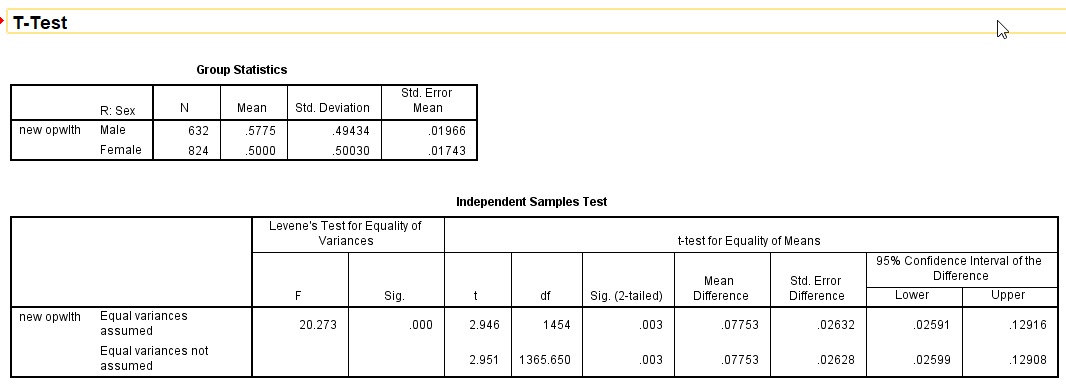 T-Test
Group Statistics
R: Sex N Mean Std. Deviation Std. Error Mean
new opwlth Male 632 .5775 .49434 .01966
Female 824 .5000 .50030 .01743
Independent Samples Test
Levene's Test for Equality of Variances t-test for Equality of Means
F Sig. t df Sig. (2-tailed) Mean Difference Std. Error Difference 95% Confidence Interval of the Difference
Lower Upper
new opwlth Equal variances assumed 20.273 .000 2.946 1454 .003 .07753 .02632 .02591 .12916
Equal variances not assumed 2.951 1365.650 .003 .07753 .02628 .02599 .12908